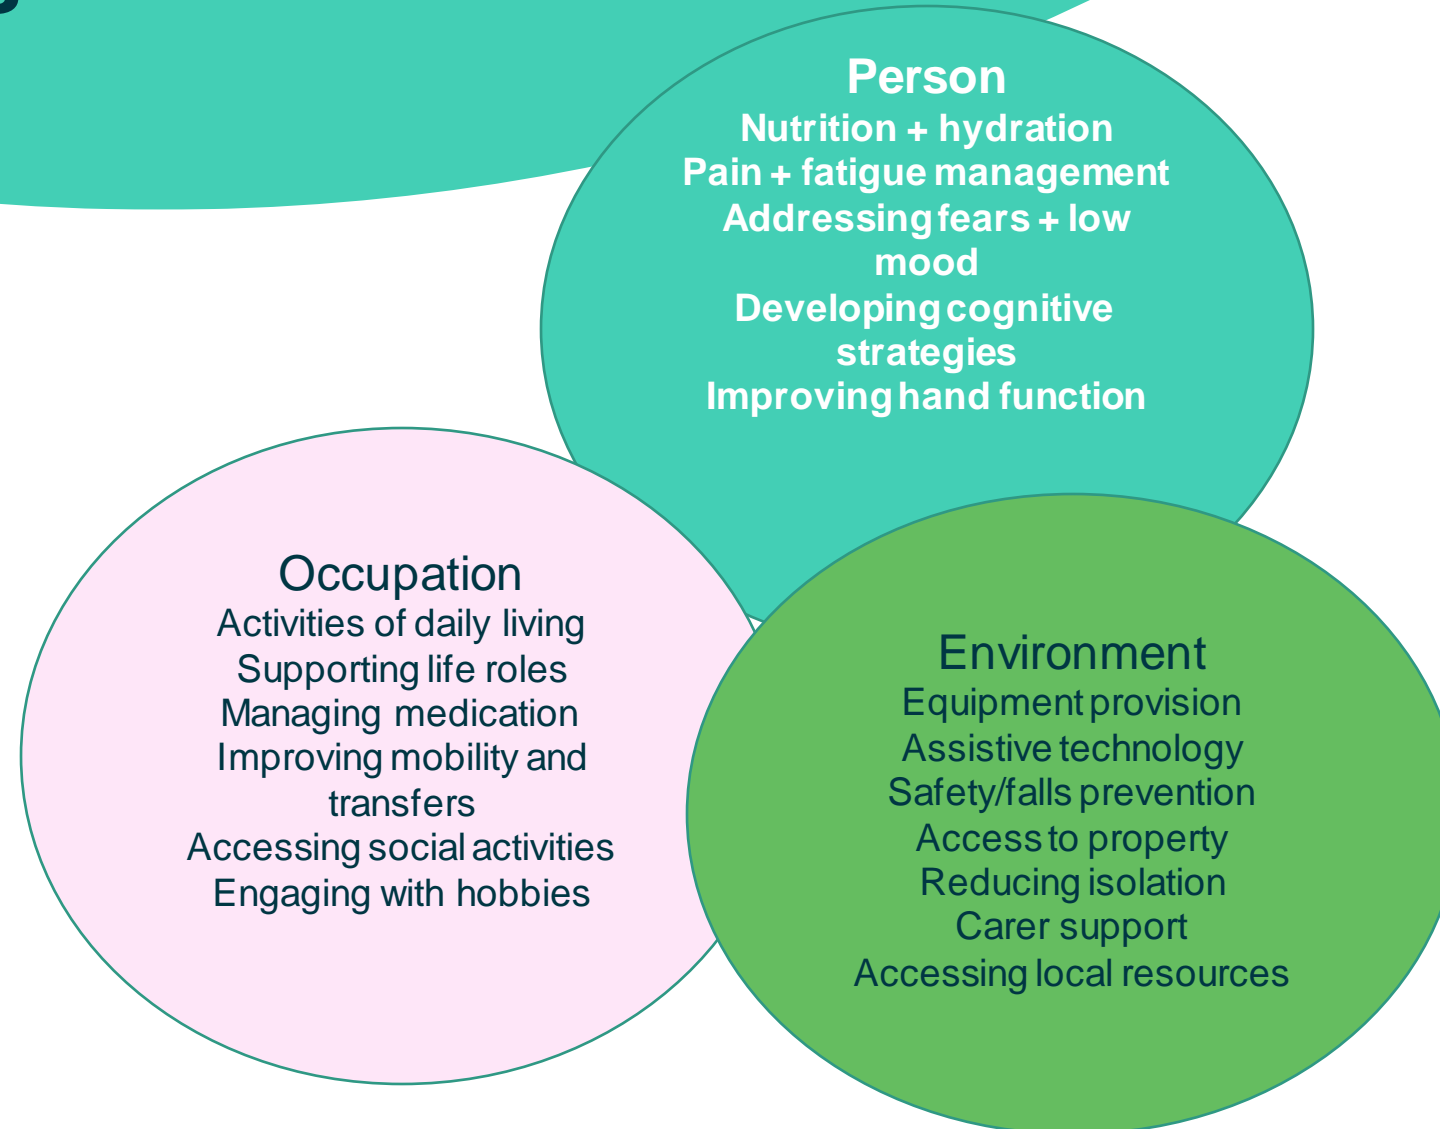 Person
Nutrition + hydration
Pain + fatigue management
Addressing fears + low
mood
Developing cognitive
strategies
Improving hand function
Occupation
Activities of daily living
Supporting life roles
Managing medication
Improving mobility and
transfers
Accessing social activities
Engaging with hobbies
Environment
Equipment provision
Assistive technology
Safety/falls prevention
Access to property
Reducing isolation
Carer support
Accessing local resources